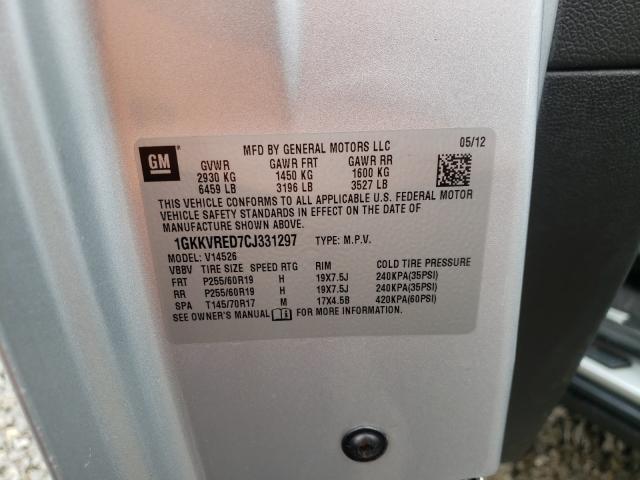 GM MFD BY GENERAL MOTORS LLC 05/12
GVWR GAWR FRT GAWR RR
2930 KG 1450 KG 1600 KG
6459 LB 3196 LB 3527 LB
THIS VEHICLE CONFORMS TO ALL APPLICABLE U.S. FEDERAL MOTOR
VEHICLE SAFETY STANDARDS IN EFFECT ON THE DATE OF
MANUFACTURE SHOWN ABOVE.
1GKKVRED7CJ331297 TYPE: M.P.V.
MODEL: V14526
VBBV TIRE SIZE SPEED RTG RIM COLD TIRE PRESSURE
FRT P255/60R19 H 19X7.5J 240KPA(35PSI)
RR P255/60R19 H 19X7.5J 240KPA(35PSI)
SPA T145/70R17 M 17X4.5B 420KPA(60PSI)
SEE OWNER'S MANUAL FOR MORE INFORMATION.